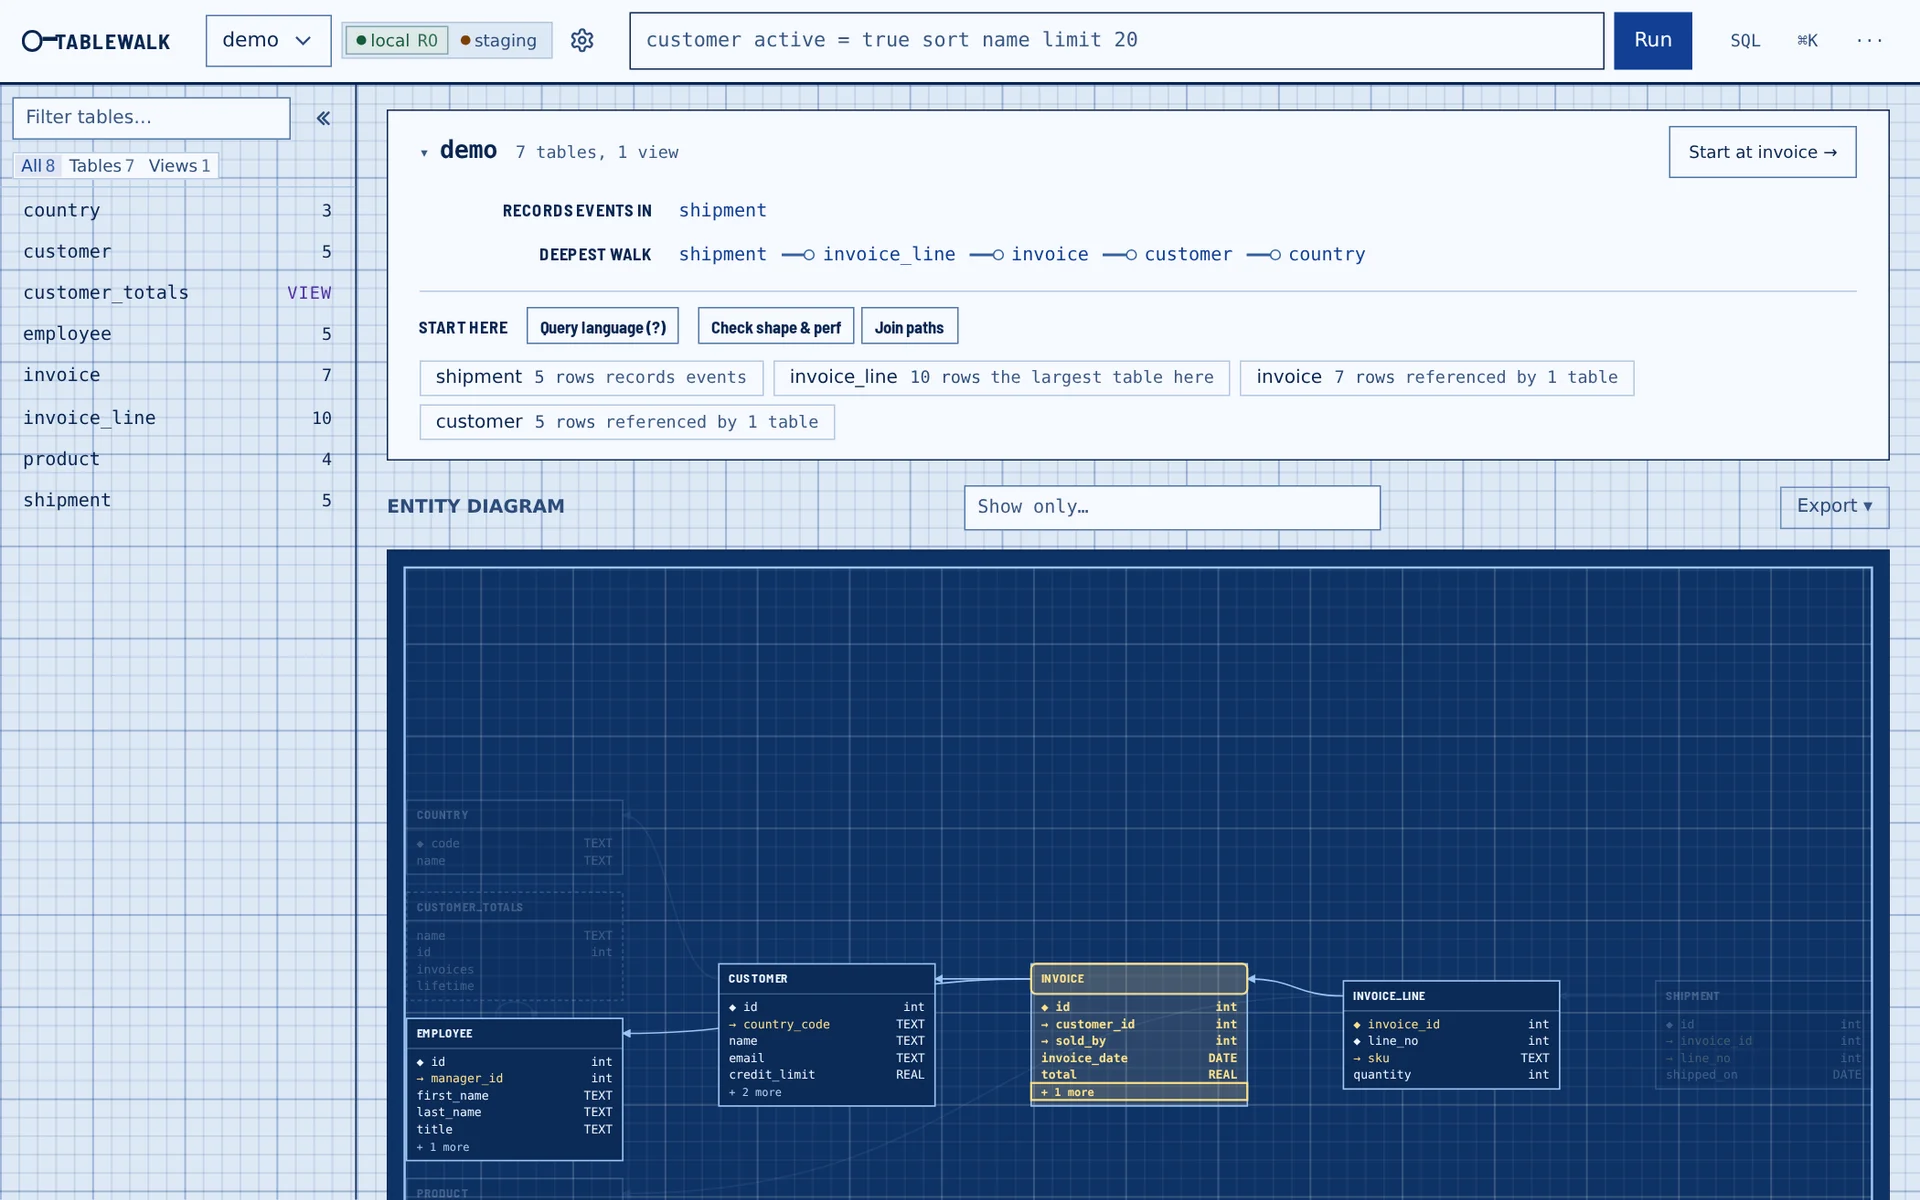 TABLEWALK
demo
local RO
staging
customer active = true sort name limit 20
Run
SQL
⌘K
···
Filter tables…
«
All 8 Tables 7 Views 1
country 3
customer 5
customer_totals VIEW
employee 5
invoice 7
invoice_line 10
product 4
shipment 5
▾ demo 7 tables, 1 view
Start at invoice →
RECORDS EVENTS IN shipment
DEEPEST WALK shipment invoice_line invoice customer country
START HERE Query language (?) Check shape & perf Join paths
shipment 5 rows records events
invoice_line 10 rows the largest table here
invoice 7 rows referenced by 1 table
customer 5 rows referenced by 1 table
ENTITY DIAGRAM
Show only…
Export ▾
COUNTRY
◆ code TEXT
name TEXT
CUSTOMER_TOTALS
name TEXT
id int
invoices
lifetime
EMPLOYEE
◆ id int
→ manager_id int
first_name TEXT
last_name TEXT
title TEXT
+ 1 more
PRODUCT
CUSTOMER
◆ id int
→ country_code TEXT
name TEXT
email TEXT
credit_limit REAL
+ 2 more
INVOICE
◆ id int
→ customer_id int
→ sold_by int
invoice_date DATE
total REAL
+ 1 more
INVOICE_LINE
◆ invoice_id int
◆ line_no int
→ sku TEXT
quantity int
SHIPMENT
◆ id int
→ invoice_id int
→ line_no int
shipped_on DATE